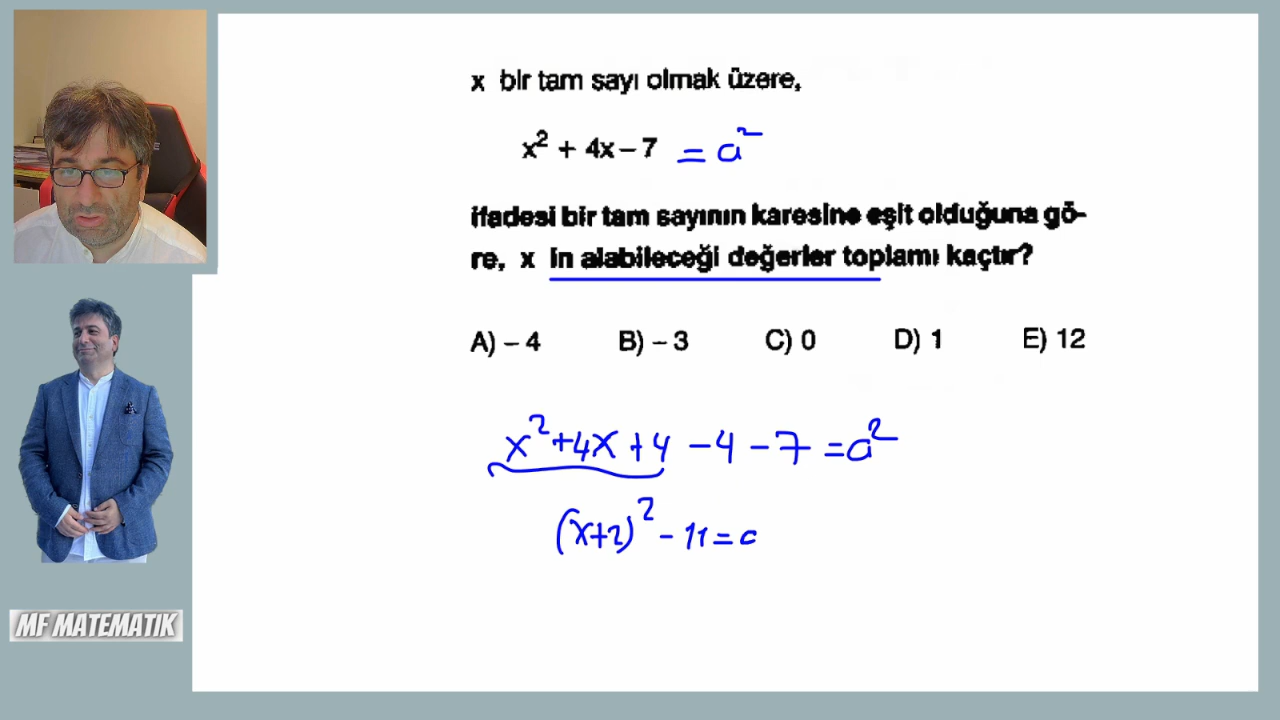 x bir tam sayı olmak üzere,
x² + 4x – 7 = a²
ifadesi bir tam sayının karesine eşit olduğuna gö-
re, x in alabileceği değerler toplamı kaçtır?
A) – 4 B) – 3 C) 0 D) 1 E) 12
x² + 4x + 4 – 4 – 7 = a²
(x+2)² – 11 =
MF MATEMATIK